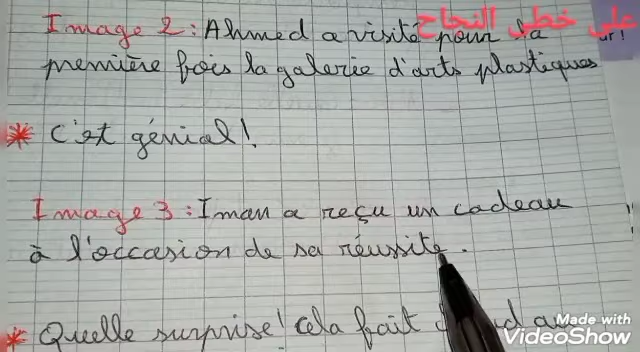 على خطى النجاح
Image 2: Ahmed a visité pour sa
première fois la galerie d'arts plastiques
* C'est génial!
Image 3: Iman a reçu un cadeau
à l'occasion de sa réussite.
* Quelle surprise! Cela fait
Made with
VideoShow